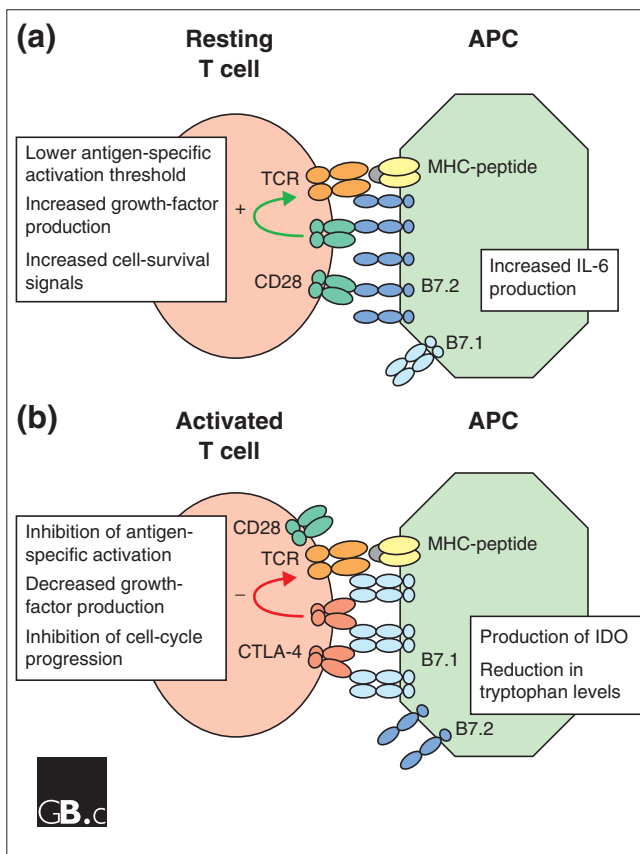 (a)
Resting
T cell
APC
Lower antigen-specific
activation threshold
Increased growth-factor
production
Increased cell-survival
signals
+
TCR
CD28
MHC-peptide
B7.2
B7.1
Increased IL-6
production
(b)
Activated
T cell
APC
Inhibition of antigen-
specific activation
Decreased growth-
factor production
Inhibition of cell-cycle
progression
–
CD28
TCR
CTLA-4
MHC-peptide
B7.1
B7.2
Production of IDO
Reduction in
tryptophan levels
GB.c